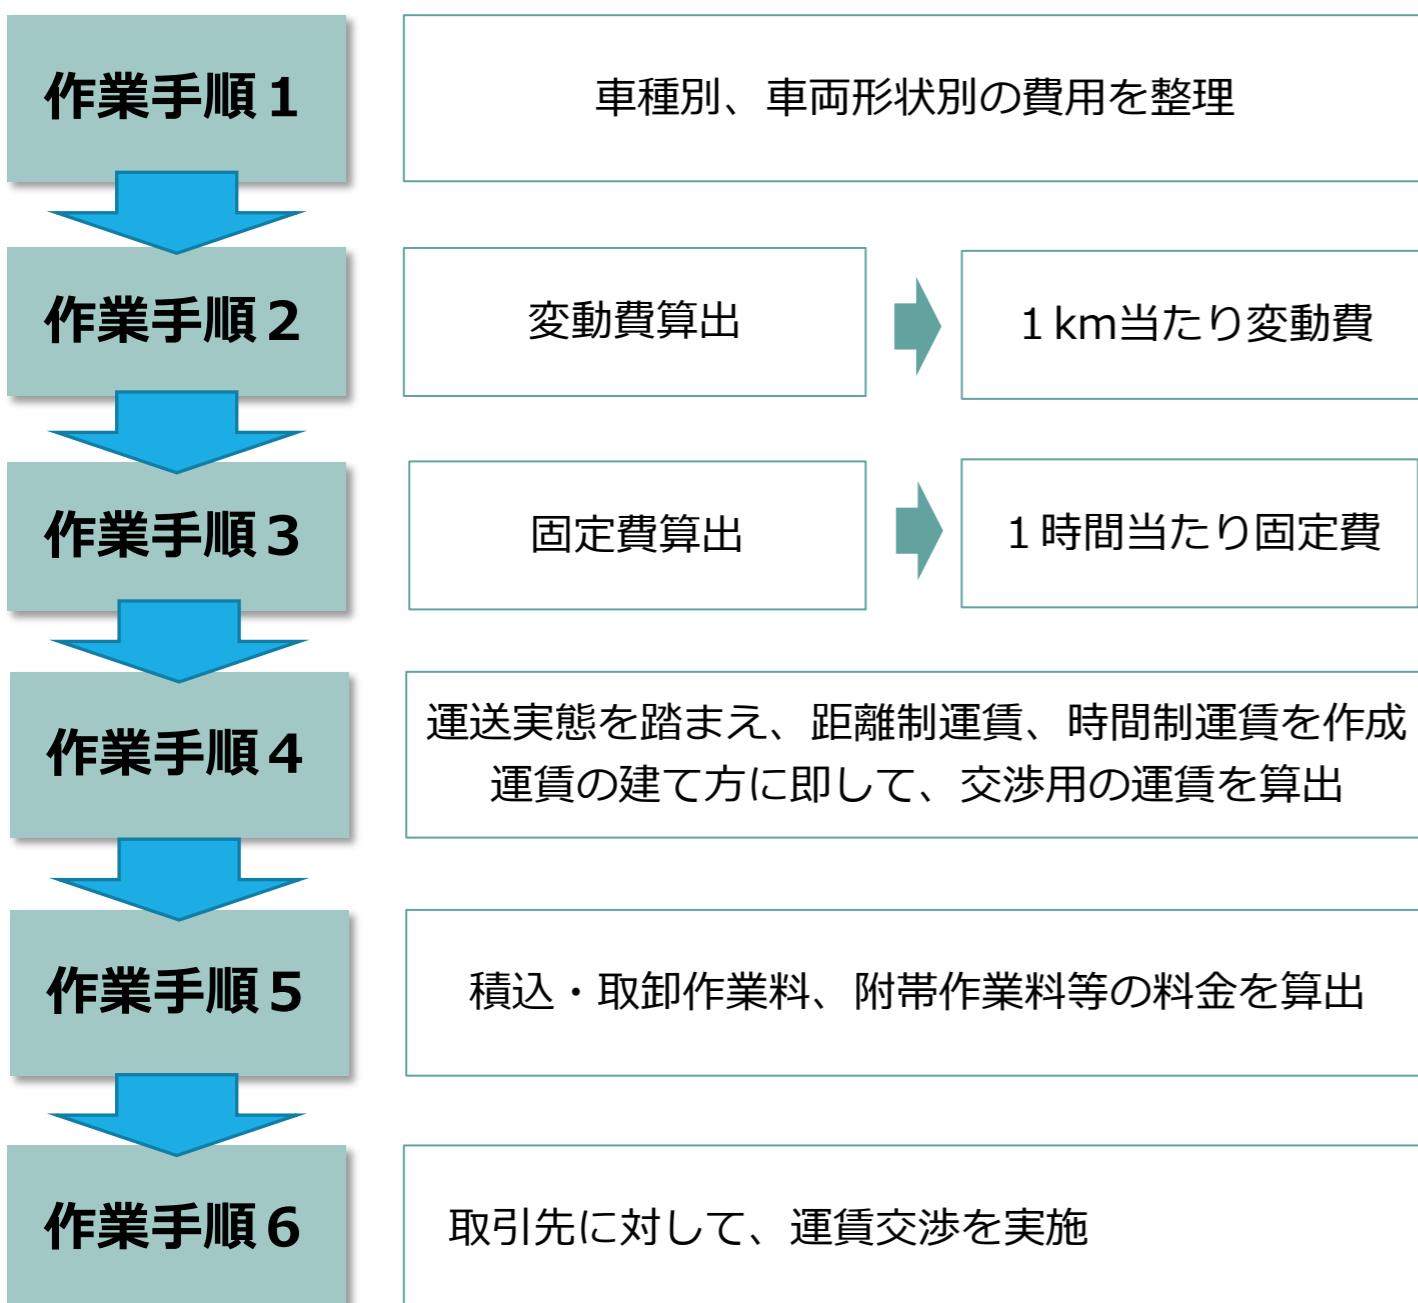 作業手順１
車種別、車両形状別の費用を整理
作業手順２
変動費算出
１km当たり変動費
作業手順３
固定費算出
１時間当たり固定費
作業手順４
運送実態を踏まえ、距離制運賃、時間制運賃を作成
運賃の建て方に即して、交渉用の運賃を算出
作業手順５
積込・取卸作業料、附帯作業料等の料金を算出
作業手順６
取引先に対して、運賃交渉を実施